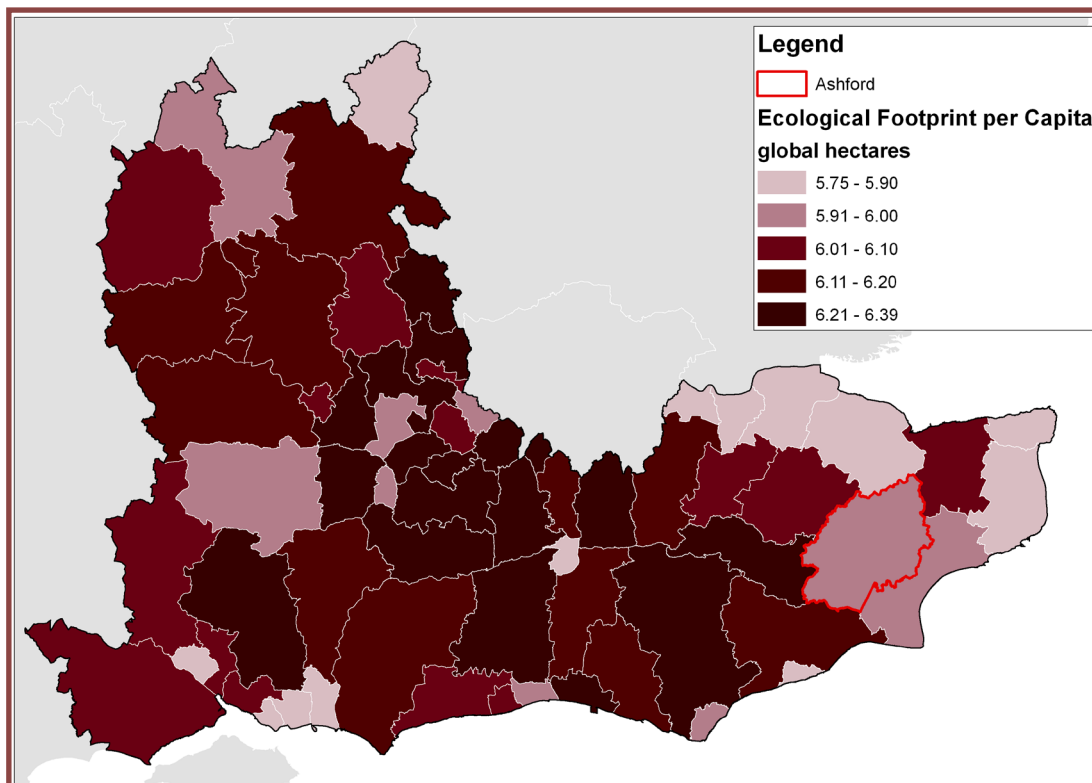 Legend
Ashford
Ecological Footprint per Capita
global hectares
5.75 - 5.90
5.91 - 6.00
6.01 - 6.10
6.11 - 6.20
6.21 - 6.39